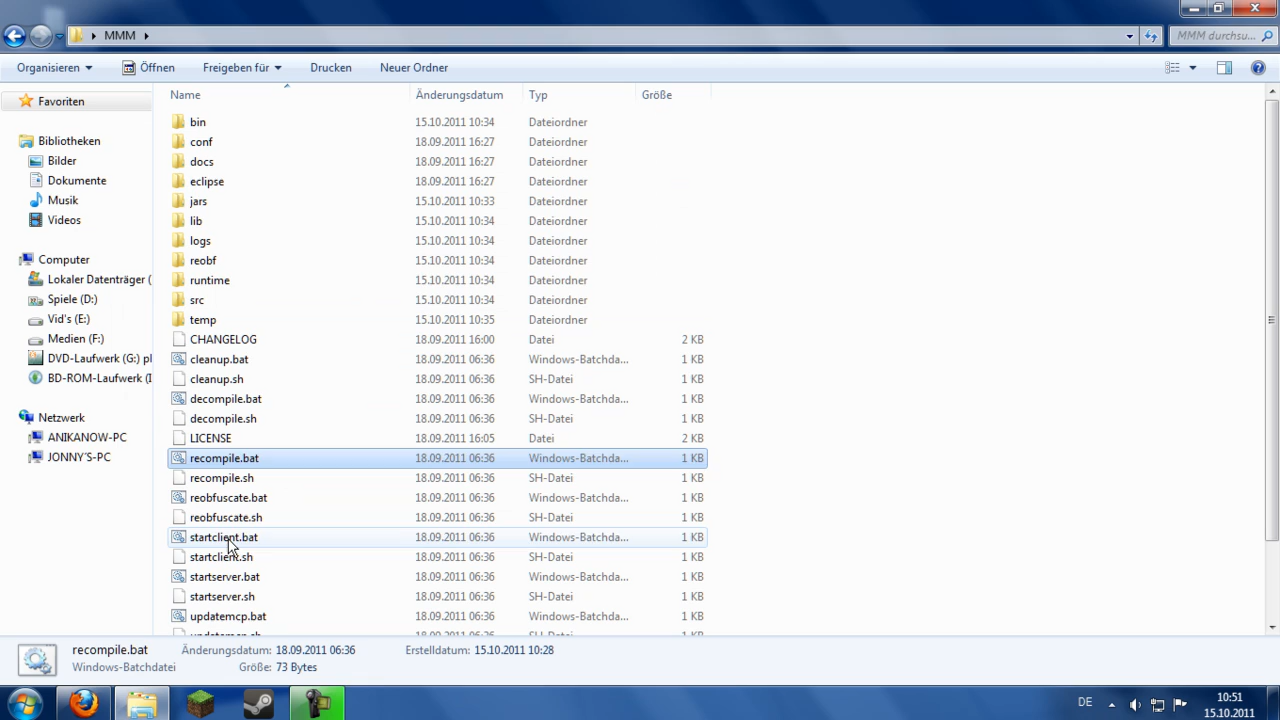 MMM
MMM durchsu...
Organisieren
Öffnen
Freigeben für
Drucken
Neuer Ordner
Favoriten
Bibliotheken
Bilder
Dokumente
Musik
Videos
Computer
Lokaler Datenträger (
Spiele (D:)
Vid's (E:)
Medien (F:)
DVD-Laufwerk (G:) pl
BD-ROM-Laufwerk (I
Netzwerk
ANIKANOW-PC
JONNY´S-PC
Name Änderungsdatum Typ Größe
bin 15.10.2011 10:34 Dateiordner
conf 18.09.2011 16:27 Dateiordner
docs 18.09.2011 16:27 Dateiordner
eclipse 18.09.2011 16:27 Dateiordner
jars 15.10.2011 10:33 Dateiordner
lib 15.10.2011 10:34 Dateiordner
logs 15.10.2011 10:34 Dateiordner
reobf 15.10.2011 10:34 Dateiordner
runtime 15.10.2011 10:34 Dateiordner
src 15.10.2011 10:34 Dateiordner
temp 15.10.2011 10:35 Dateiordner
CHANGELOG 18.09.2011 16:00 Datei 2 KB
cleanup.bat 18.09.2011 06:36 Windows-Batchda... 1 KB
cleanup.sh 18.09.2011 06:36 SH-Datei 1 KB
decompile.bat 18.09.2011 06:36 Windows-Batchda... 1 KB
decompile.sh 18.09.2011 06:36 SH-Datei 1 KB
LICENSE 18.09.2011 16:05 Datei 2 KB
recompile.bat 18.09.2011 06:36 Windows-Batchda... 1 KB
recompile.sh 18.09.2011 06:36 SH-Datei 1 KB
reobfuscate.bat 18.09.2011 06:36 Windows-Batchda... 1 KB
reobfuscate.sh 18.09.2011 06:36 SH-Datei 1 KB
startclient.bat 18.09.2011 06:36 Windows-Batchda... 1 KB
startclient.sh 18.09.2011 06:36 SH-Datei 1 KB
startserver.bat 18.09.2011 06:36 Windows-Batchda... 1 KB
startserver.sh 18.09.2011 06:36 SH-Datei 1 KB
updatemcp.bat 18.09.2011 06:36 Windows-Batchda... 1 KB
updatemcp.sh 18.09.2011 06:36 SH-Datei 1 KB
recompile.bat Änderungsdatum: 18.09.2011 06:36 Erstelldatum: 15.10.2011 10:28
Windows-Batchdatei Größe: 73 Bytes
DE
10:51
15.10.2011